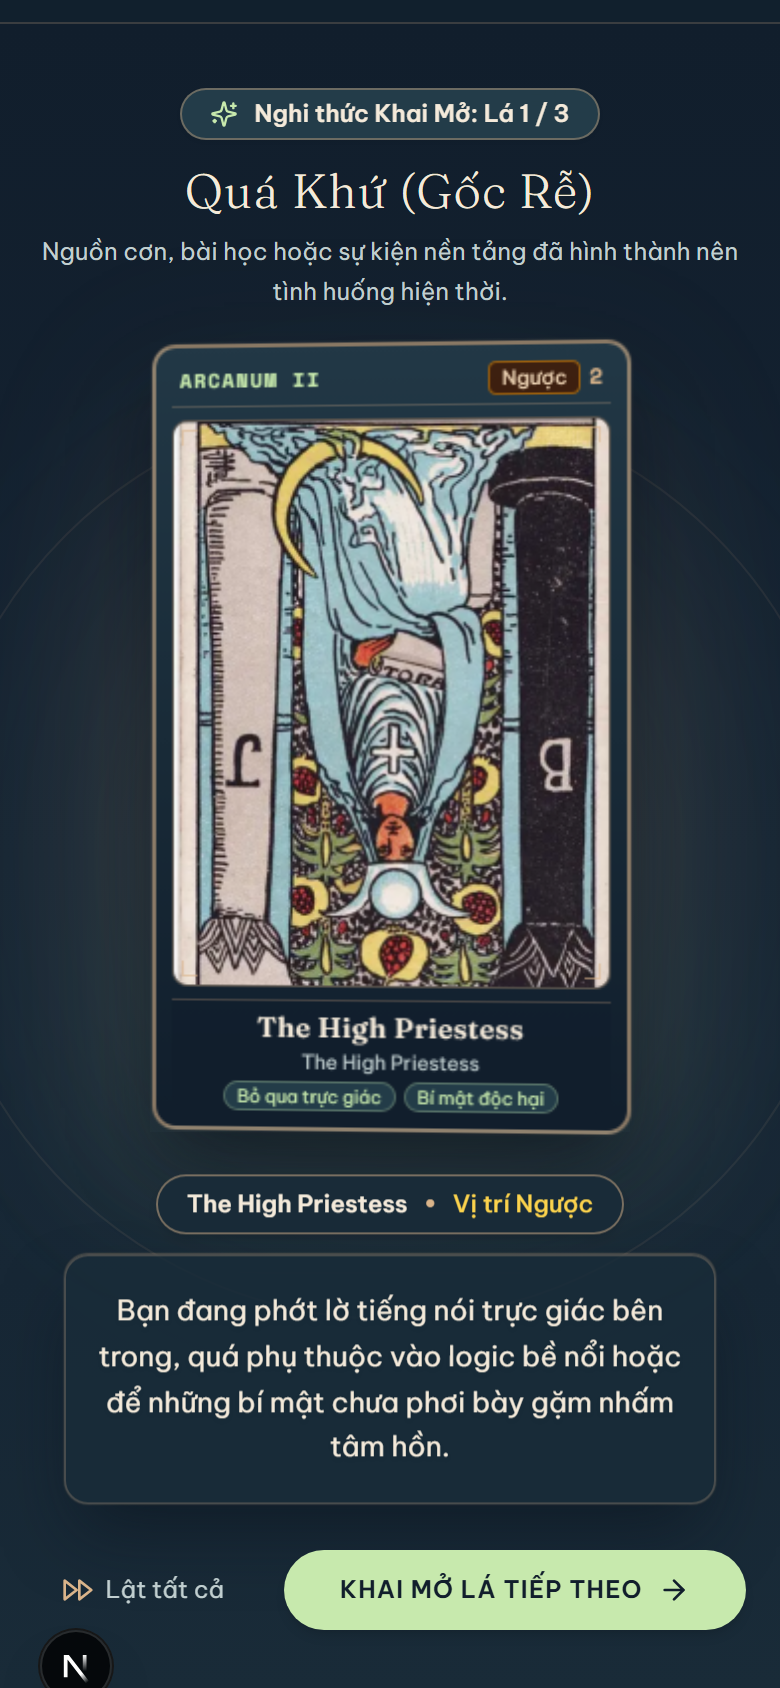 Nghi thức Khai Mở: Lá 1 / 3
Quá Khứ (Gốc Rễ)
Nguồn cơn, bài học hoặc sự kiện nền tảng đã hình thành nên
tình huống hiện thời.
ARCANUM II
Ngược 2
TORA
J B
The High Priestess
The High Priestess
Bỏ qua trực giác Bí mật độc hại
The High Priestess • Vị trí Ngược
Bạn đang phớt lờ tiếng nói trực giác bên
trong, quá phụ thuộc vào logic bề nổi hoặc
để những bí mật chưa phơi bày gặm nhấm
tâm hồn.
Lật tất cả
KHAI MỞ LÁ TIẾP THEO →
N